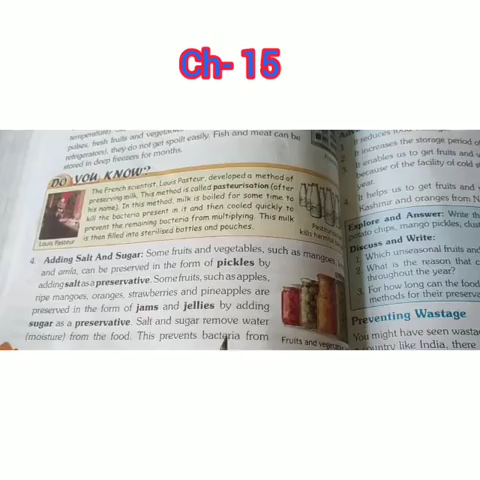 Ch- 15
temperature
pulses, fresh fruits and vegetab
refrigerators), they do not get spoilt easily. Fish and meat can be
stored in deep freezers for months.
DO YOU KNOW?
The French scientist, Louis Pasteur, developed a method of
preserving milk. This method is called pasteurisation (after
his name). In this method, milk is boiled for some time to
kill the bacteria present in it and then cooled quickly to
prevent the remaining bacteria from multiplying. This milk
is then filled into sterilised bottles and pouches.
Louis Pasteur
kills harmful
4. Adding Salt And Sugar: Some fruits and vegetables, such as mangoes,
and amla, can be preserved in the form of pickles by
adding salt as a preservative. Some fruits, such as apples,
ripe mangoes, oranges, strawberries and pineapples are
preserved in the form of jams and jellies by adding
sugar as a preservative. Salt and sugar remove water
(moisture) from the food. This prevents bacteria from
Fruits and vegeta
It reduces
It increases the storage period o
It enables us to get fruits and
because of the facility of cold s
year.
It helps us to get fruits and
Kashmir and oranges from N
Explore and Answer: Write th
potato chips, mango pickles, clus
Discuss and Write:
1. Which unseasonal fruits and
2. What is the reason that c
throughout the year?
3. For how long can the food
methods for their preserva
Preventing Wastage
You might have seen wasta
country like India, there